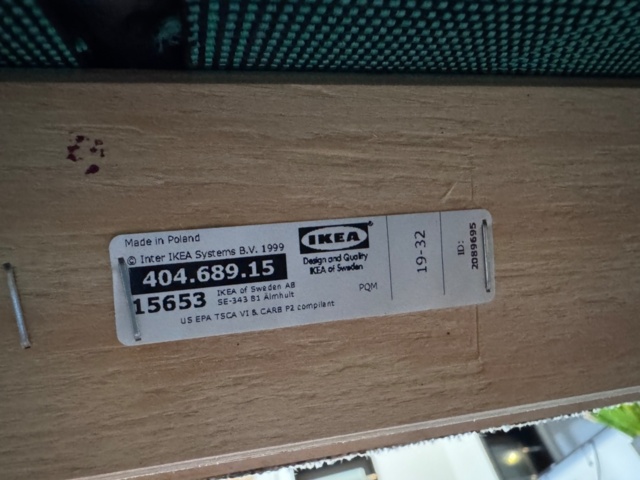 Made in Poland
© Inter IKEA Systems B.V. 1999
404.689.15
15653
IKEA of Sweden AB
SE-343 81 Älmhult
US EPA TSCA VI & CARB P2 compliant
IKEA
Design and Quality
IKEA of Sweden
PQM
19-32
ID:
2089695